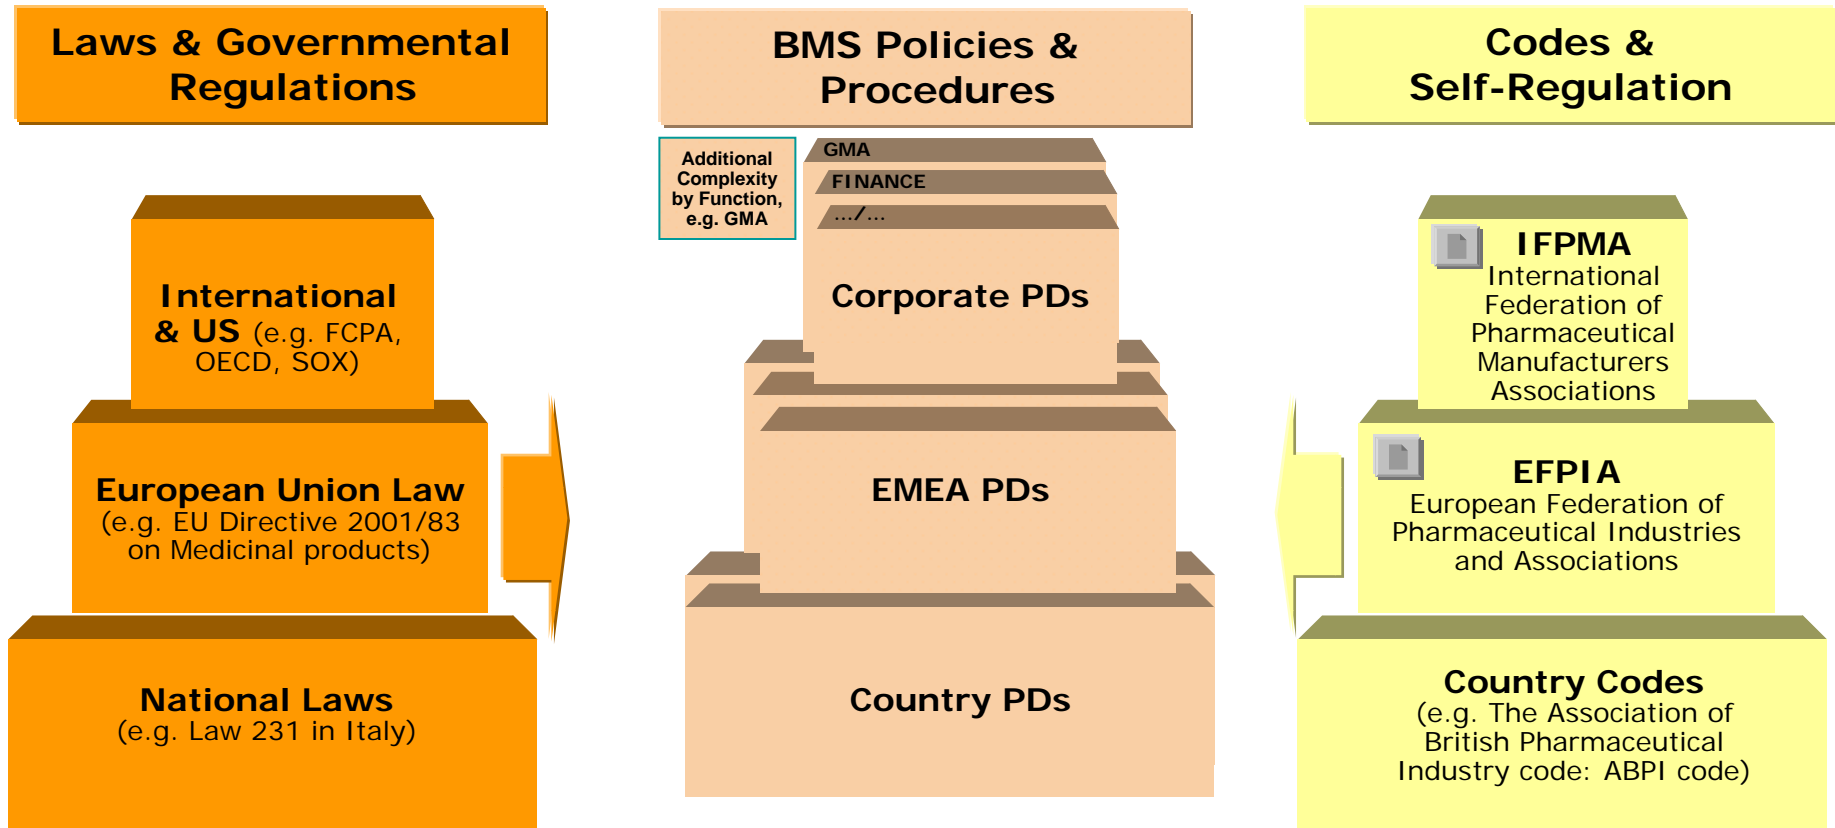 Laws & Governmental
Regulations
International
& US (e.g. FCPA,
OECD, SOX)
European Union Law
(e.g. EU Directive 2001/83
on Medicinal products)
National Laws
(e.g. Law 231 in Italy)
BMS Policies &
Procedures
Additional
Complexity
by Function,
e.g. GMA
GMA
FINANCE
.../...
Corporate PDs
EMEA PDs
Country PDs
Codes &
Self-Regulation
IFPMA
International
Federation of
Pharmaceutical
Manufacturers
Associations
EFPIA
European Federation of
Pharmaceutical Industries
and Associations
Country Codes
(e.g. The Association of
British Pharmaceutical
Industry code: ABPI code)